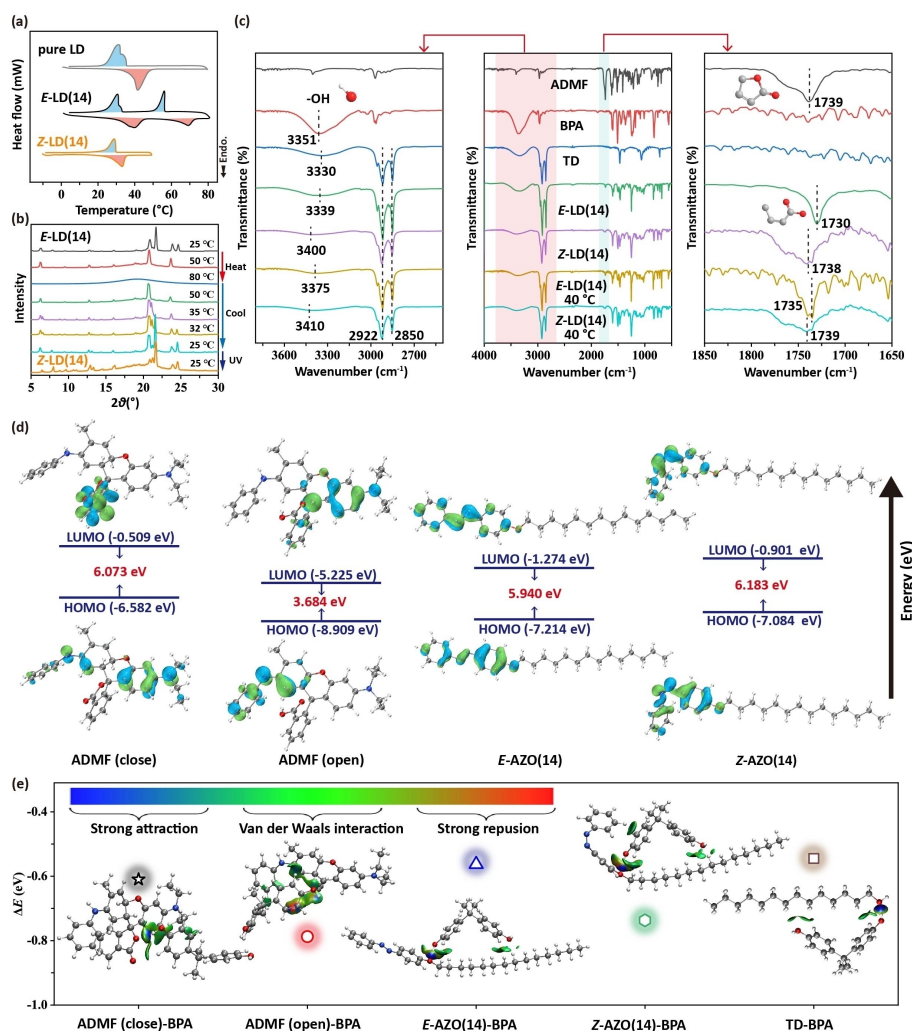 (a)
pure LD
E-LD(14)
Z-LD(14)
Heat flow (mW)
Endo.
0 20 40 60 80
Temperature (°C)
(b)
E-LD(14)
25 °C
50 °C
80 °C
50 °C
35 °C
32 °C
25 °C
Z-LD(14)
25 °C
Heat
Cool
UV
Intensity
5 10 15 20 25 30
2ϑ(°)
(c)
-OH
3351
3330
3339
3400
3375
3410
2922
2850
Transmittance (%)
3600 3200 2800
Wavenumber (cm-1)
ADMF
BPA
TD
E-LD(14)
Z-LD(14)
E-LD(14)
40 °C
Z-LD(14)
40 °C
Transmittance (%)
4000 3000 2000 1000
Wavenumber (cm-1)
1739
1730
1738
1735
1739
Transmittance (%)
1850 1800 1750 1700 1650
Wavenumber (cm-1)
(d)
LUMO (-0.509 eV)
6.073 eV
HOMO (-6.582 eV)
ADMF (close)
LUMO (-5.225 eV)
3.684 eV
HOMO (-8.909 eV)
ADMF (open)
LUMO (-1.274 eV)
5.940 eV
HOMO (-7.214 eV)
E-AZO(14)
LUMO (-0.901 eV)
6.183 eV
HOMO (-7.084 eV)
Z-AZO(14)
Energy (eV)
(e)
Strong attraction
Van der Waals interaction
Strong repusion
ΔE (eV)
-0.4
-0.6
-0.8
-1.0
ADMF (close)-BPA
ADMF (open)-BPA
E-AZO(14)-BPA
Z-AZO(14)-BPA
TD-BPA